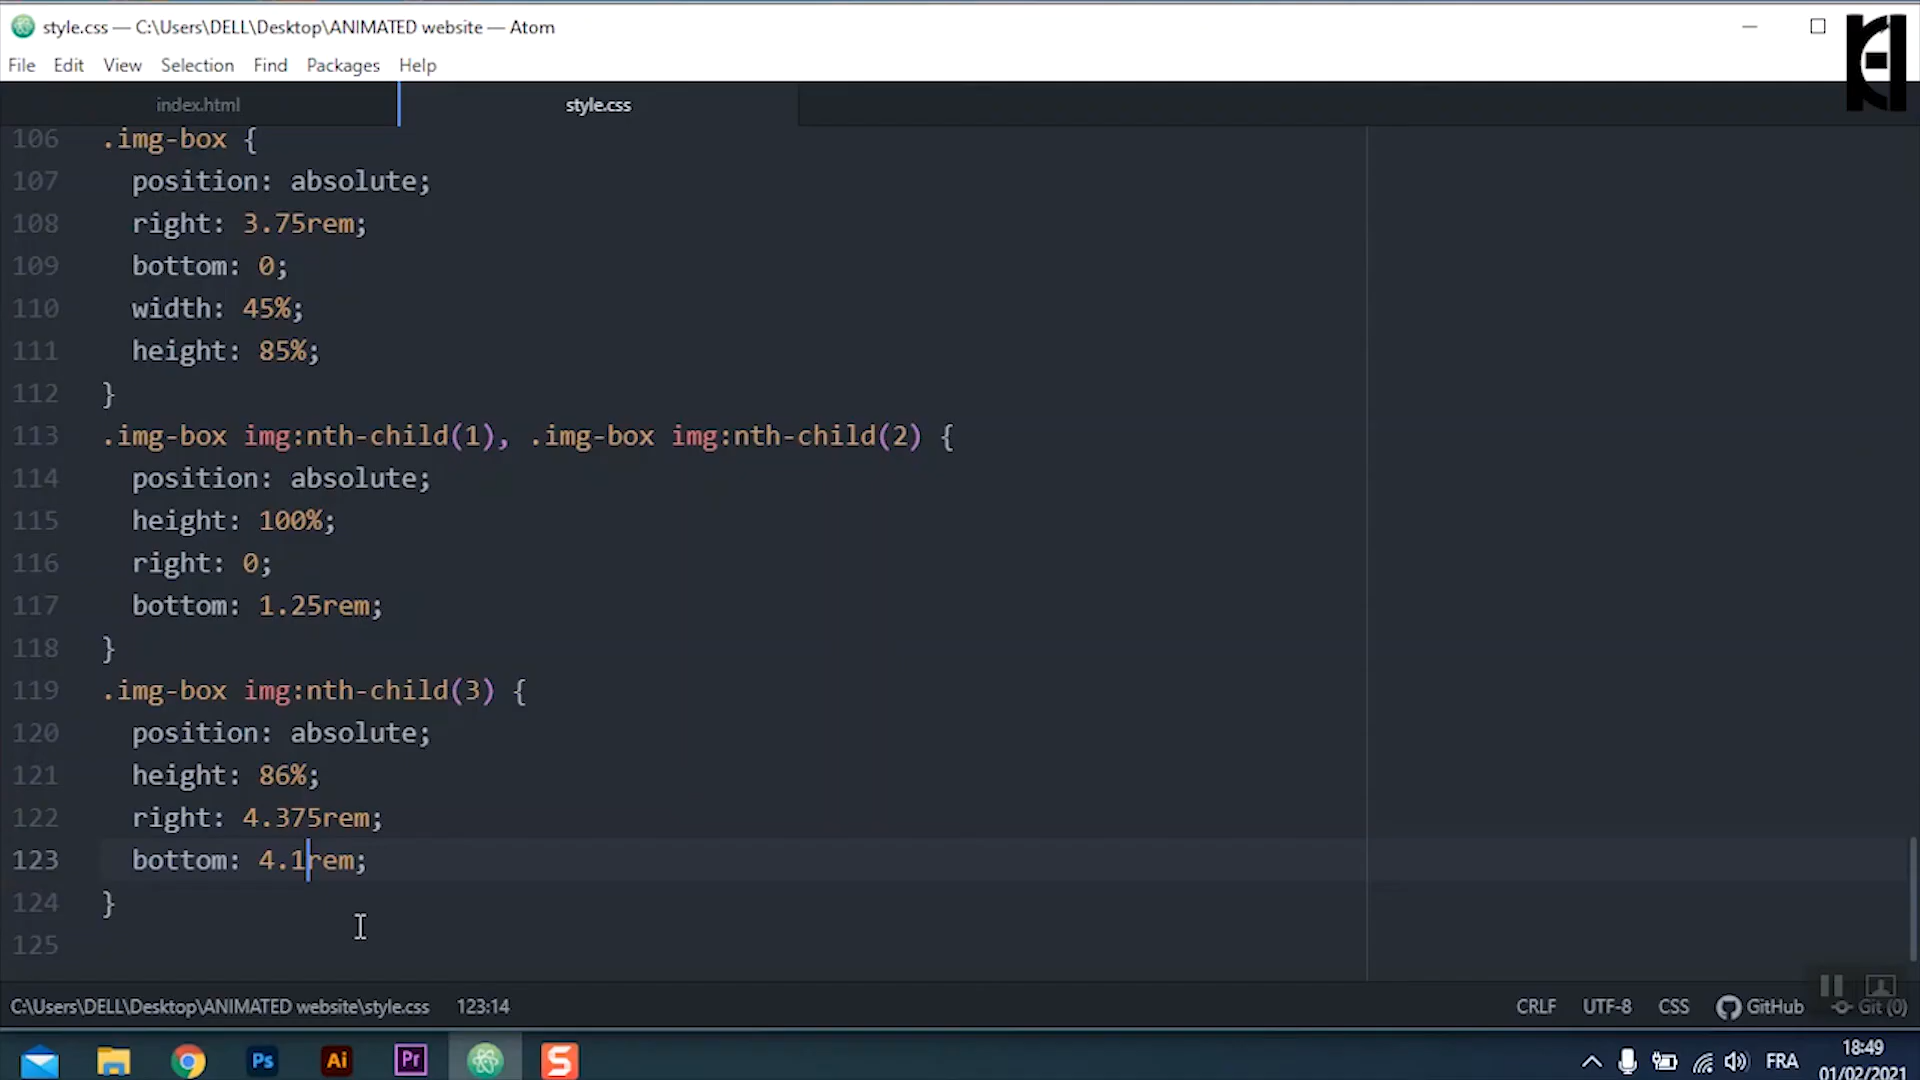 style.css — C:\Users\DELL\Desktop\ANIMATED website — Atom
File Edit View Selection Find Packages Help
index.html style.css
106 .img-box {
107 position: absolute;
108 right: 3.75rem;
109 bottom: 0;
110 width: 45%;
111 height: 85%;
112 }
113 .img-box img:nth-child(1), .img-box img:nth-child(2) {
114 position: absolute;
115 height: 100%;
116 right: 0;
117 bottom: 1.25rem;
118 }
119 .img-box img:nth-child(3) {
120 position: absolute;
121 height: 86%;
122 right: 4.375rem;
123 bottom: 4.1rem;
124 }
125
C:\Users\DELL\Desktop\ANIMATED website\style.css 123:14 CRLF UTF-8 CSS GitHub Git (0)
Ps Ai Pr S FRA 18:49
01/02/2021